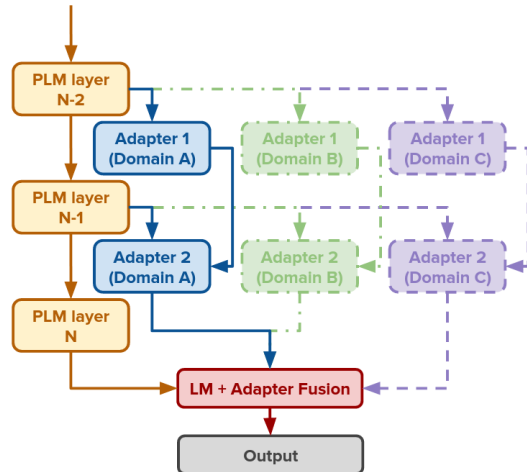 PLM layer
N-2
Adapter 1
(Domain A)
Adapter 1
(Domain B)
Adapter 1
(Domain C)
PLM layer
N-1
Adapter 2
(Domain A)
Adapter 2
(Domain B)
Adapter 2
(Domain C)
PLM layer
N
LM + Adapter Fusion
Output